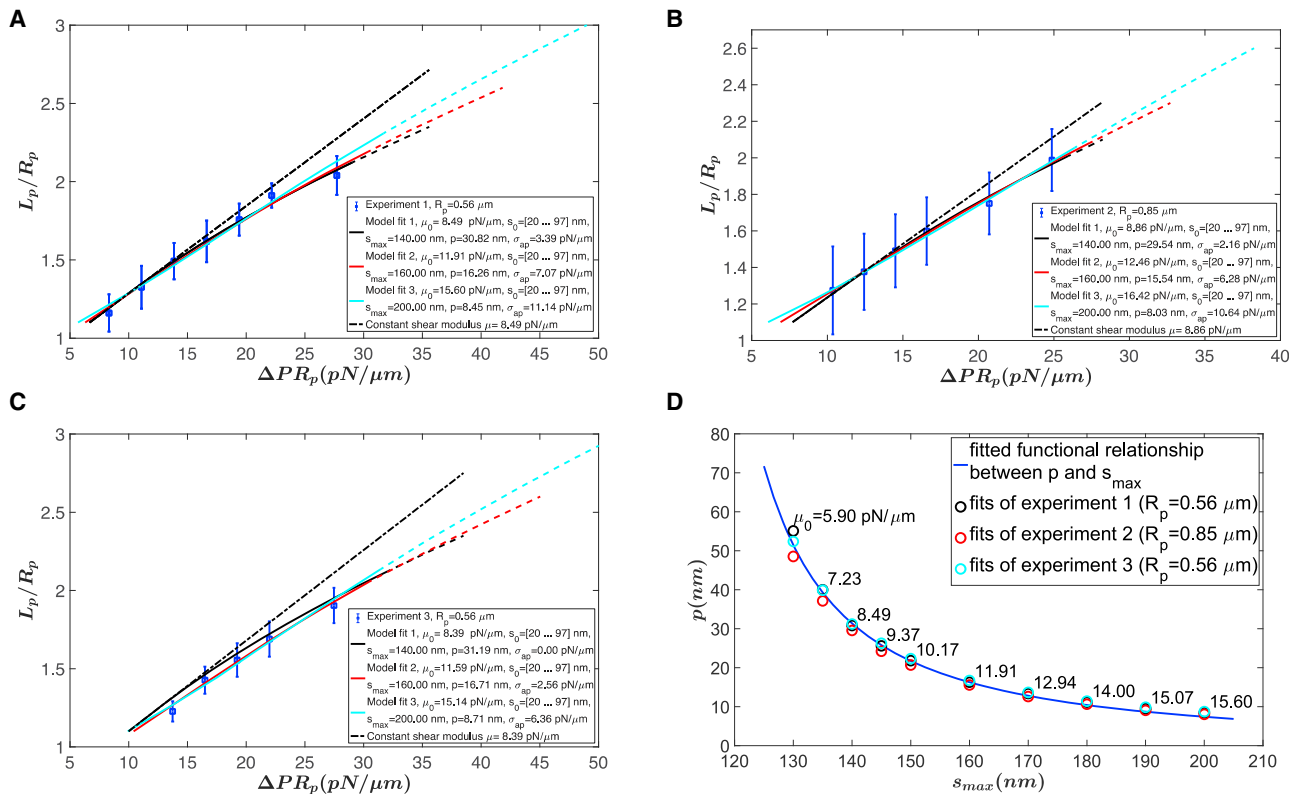 A
3
2.5
2
1.5
1
L_p/R_p
5 10 15 20 25 30 35 40 45 50
ΔPR_p(pN/μm)
Experiment 1, R_p=0.56 μm
Model fit 1, μ_0= 8.49 pN/μm, s_0=[20 ... 97] nm,
s_max=140.00 nm, p=30.82 nm, σ_ap=3.39 pN/μm
Model fit 2, μ_0=11.91 pN/μm, s_0=[20 ... 97] nm,
s_max=160.00 nm, p=16.26 nm, σ_ap=7.07 pN/μm
Model fit 3, μ_0=15.60 pN/μm, s_0=[20 ... 97] nm,
s_max=200.00 nm, p=8.45 nm, σ_ap=11.14 pN/μm
Constant shear modulus μ= 8.49 pN/μm
B
2.6
2.4
2.2
2
1.8
1.6
1.4
1.2
1
L_p/R_p
5 10 15 20 25 30 35 40
ΔPR_p(pN/μm)
Experiment 2, R_p=0.85 μm
Model fit 1, μ_0= 8.86 pN/μm, s_0=[20 ... 97] nm,
s_max=140.00 nm, p=29.54 nm, σ_ap=2.16 pN/μm
Model fit 2, μ_0=12.46 pN/μm, s_0=[20 ... 97] nm,
s_max=160.00 nm, p=15.54 nm, σ_ap=6.28 pN/μm
Model fit 3, μ_0=16.42 pN/μm, s_0=[20 ... 97] nm,
s_max=200.00 nm, p=8.03 nm, σ_ap=10.64 pN/μm
Constant shear modulus μ= 8.86 pN/μm
C
3
2.5
2
1.5
1
L_p/R_p
5 10 15 20 25 30 35 40 45 50
ΔPR_p(pN/μm)
Experiment 3, R_p=0.56 μm
Model fit 1, μ_0= 8.39 pN/μm, s_0=[20 ... 97] nm,
s_max=140.00 nm, p=31.19 nm, σ_ap=0.00 pN/μm
Model fit 2, μ_0=11.59 pN/μm, s_0=[20 ... 97] nm,
s_max=160.00 nm, p=16.71 nm, σ_ap=2.56 pN/μm
Model fit 3, μ_0=15.14 pN/μm, s_0=[20 ... 97] nm,
s_max=200.00 nm, p=8.71 nm, σ_ap=6.36 pN/μm
Constant shear modulus μ= 8.39 pN/μm
D
80
70
60
50
40
30
20
10
0
p(nm)
120 130 140 150 160 170 180 190 200 210
s_max(nm)
fitted functional relationship
between p and s_max
fits of experiment 1 (R_p=0.56 μm)
fits of experiment 2 (R_p=0.85 μm)
fits of experiment 3 (R_p=0.56 μm)
μ_0=5.90 pN/μm
7.23
8.49
9.37
10.17
11.91
12.94
14.00
15.07
15.60